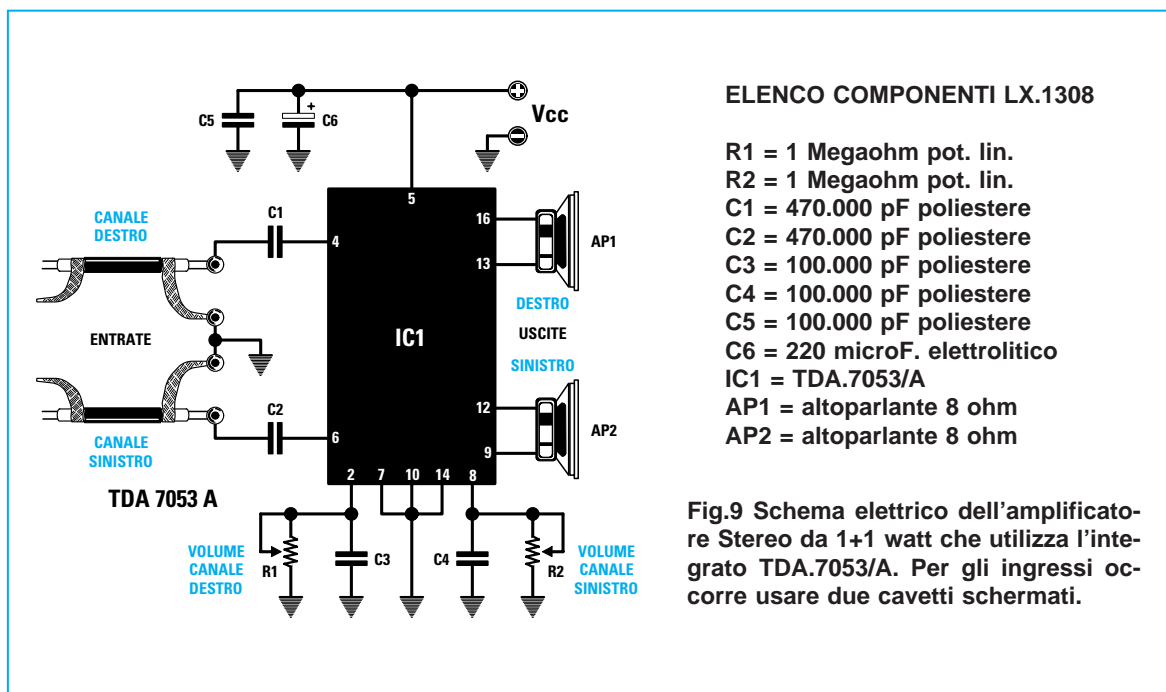 C5
C6
+
Vcc
5
CANALE
DESTRO
C1
4
16
13
AP1
DESTRO
ENTRATE
IC1
USCITE
SINISTRO
C2
6
12
9
AP2
CANALE
SINISTRO
TDA 7053 A
2
7
10
14
8
VOLUME
CANALE
DESTRO
R1
C3
C4
R2
VOLUME
CANALE
SINISTRO
ELENCO COMPONENTI LX.1308
R1 = 1 Megaohm pot. lin.
R2 = 1 Megaohm pot. lin.
C1 = 470.000 pF poliestere
C2 = 470.000 pF poliestere
C3 = 100.000 pF poliestere
C4 = 100.000 pF poliestere
C5 = 100.000 pF poliestere
C6 = 220 microF. elettrolitico
IC1 = TDA.7053/A
AP1 = altoparlante 8 ohm
AP2 = altoparlante 8 ohm
Fig.9 Schema elettrico dell'amplificato-
re Stereo da 1+1 watt che utilizza l'inte-
grato TDA.7053/A. Per gli ingressi oc-
corre usare due cavetti schermati.